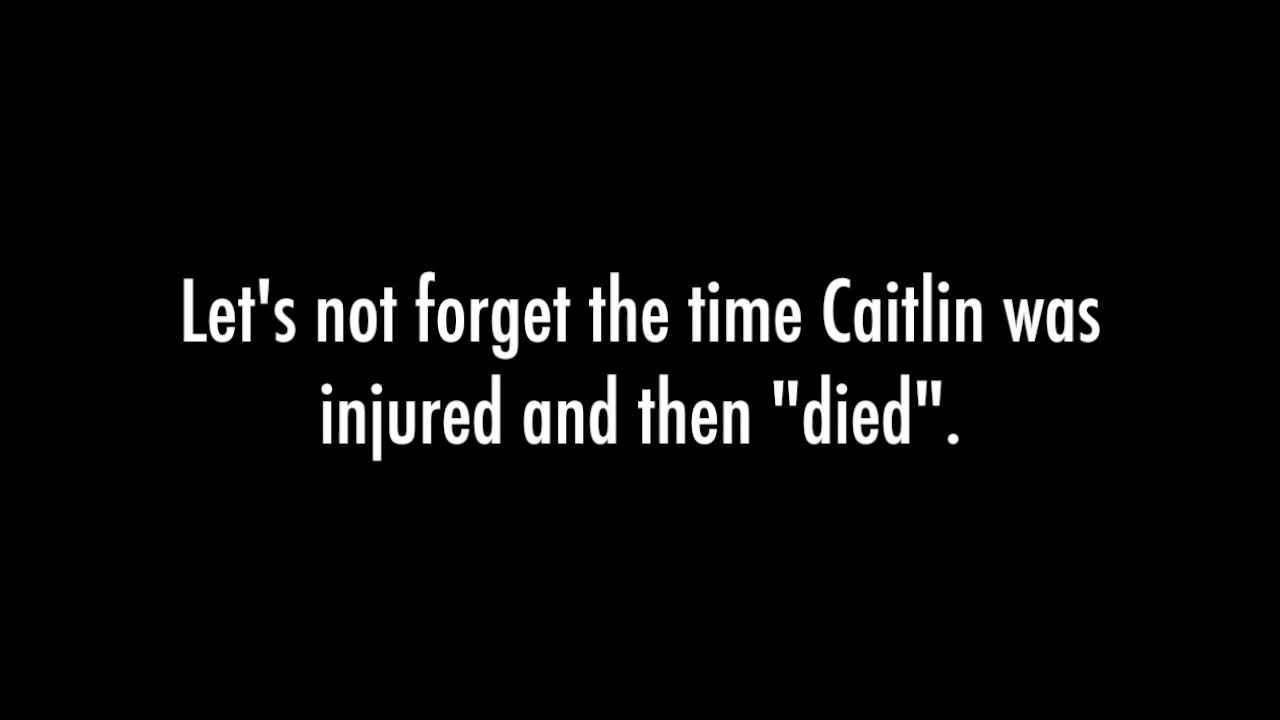 Let's not forget the time Caitlin was
injured and then "died".